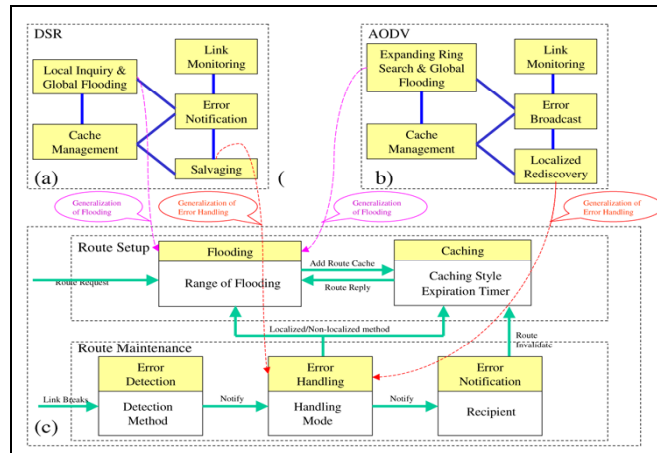 DSR
Local Inquiry &
Global Flooding
Link
Monitoring
Error
Notification
Cache
Management
Salvaging
(a)
AODV
Expanding Ring
Search & Global
Flooding
Link
Monitoring
Error
Broadcast
Cache
Management
Localized
Rediscovery
(
b)
Generalization
of Flooding
Generalization of
Error Handling
Generalization
of Flooding
Generalization of
Error Handling
Route Setup
Flooding
Range of Flooding
Caching
Caching Style
Expiration Timer
Route Request
Add Route Cache
Route Reply
Localized/Non-localized method
Route
Invalidate
Route Maintenance
Error
Detection
Detection
Method
Error
Handling
Handling
Mode
Error
Notification
Recipient
Link Breaks
Notify
Notify
(c)